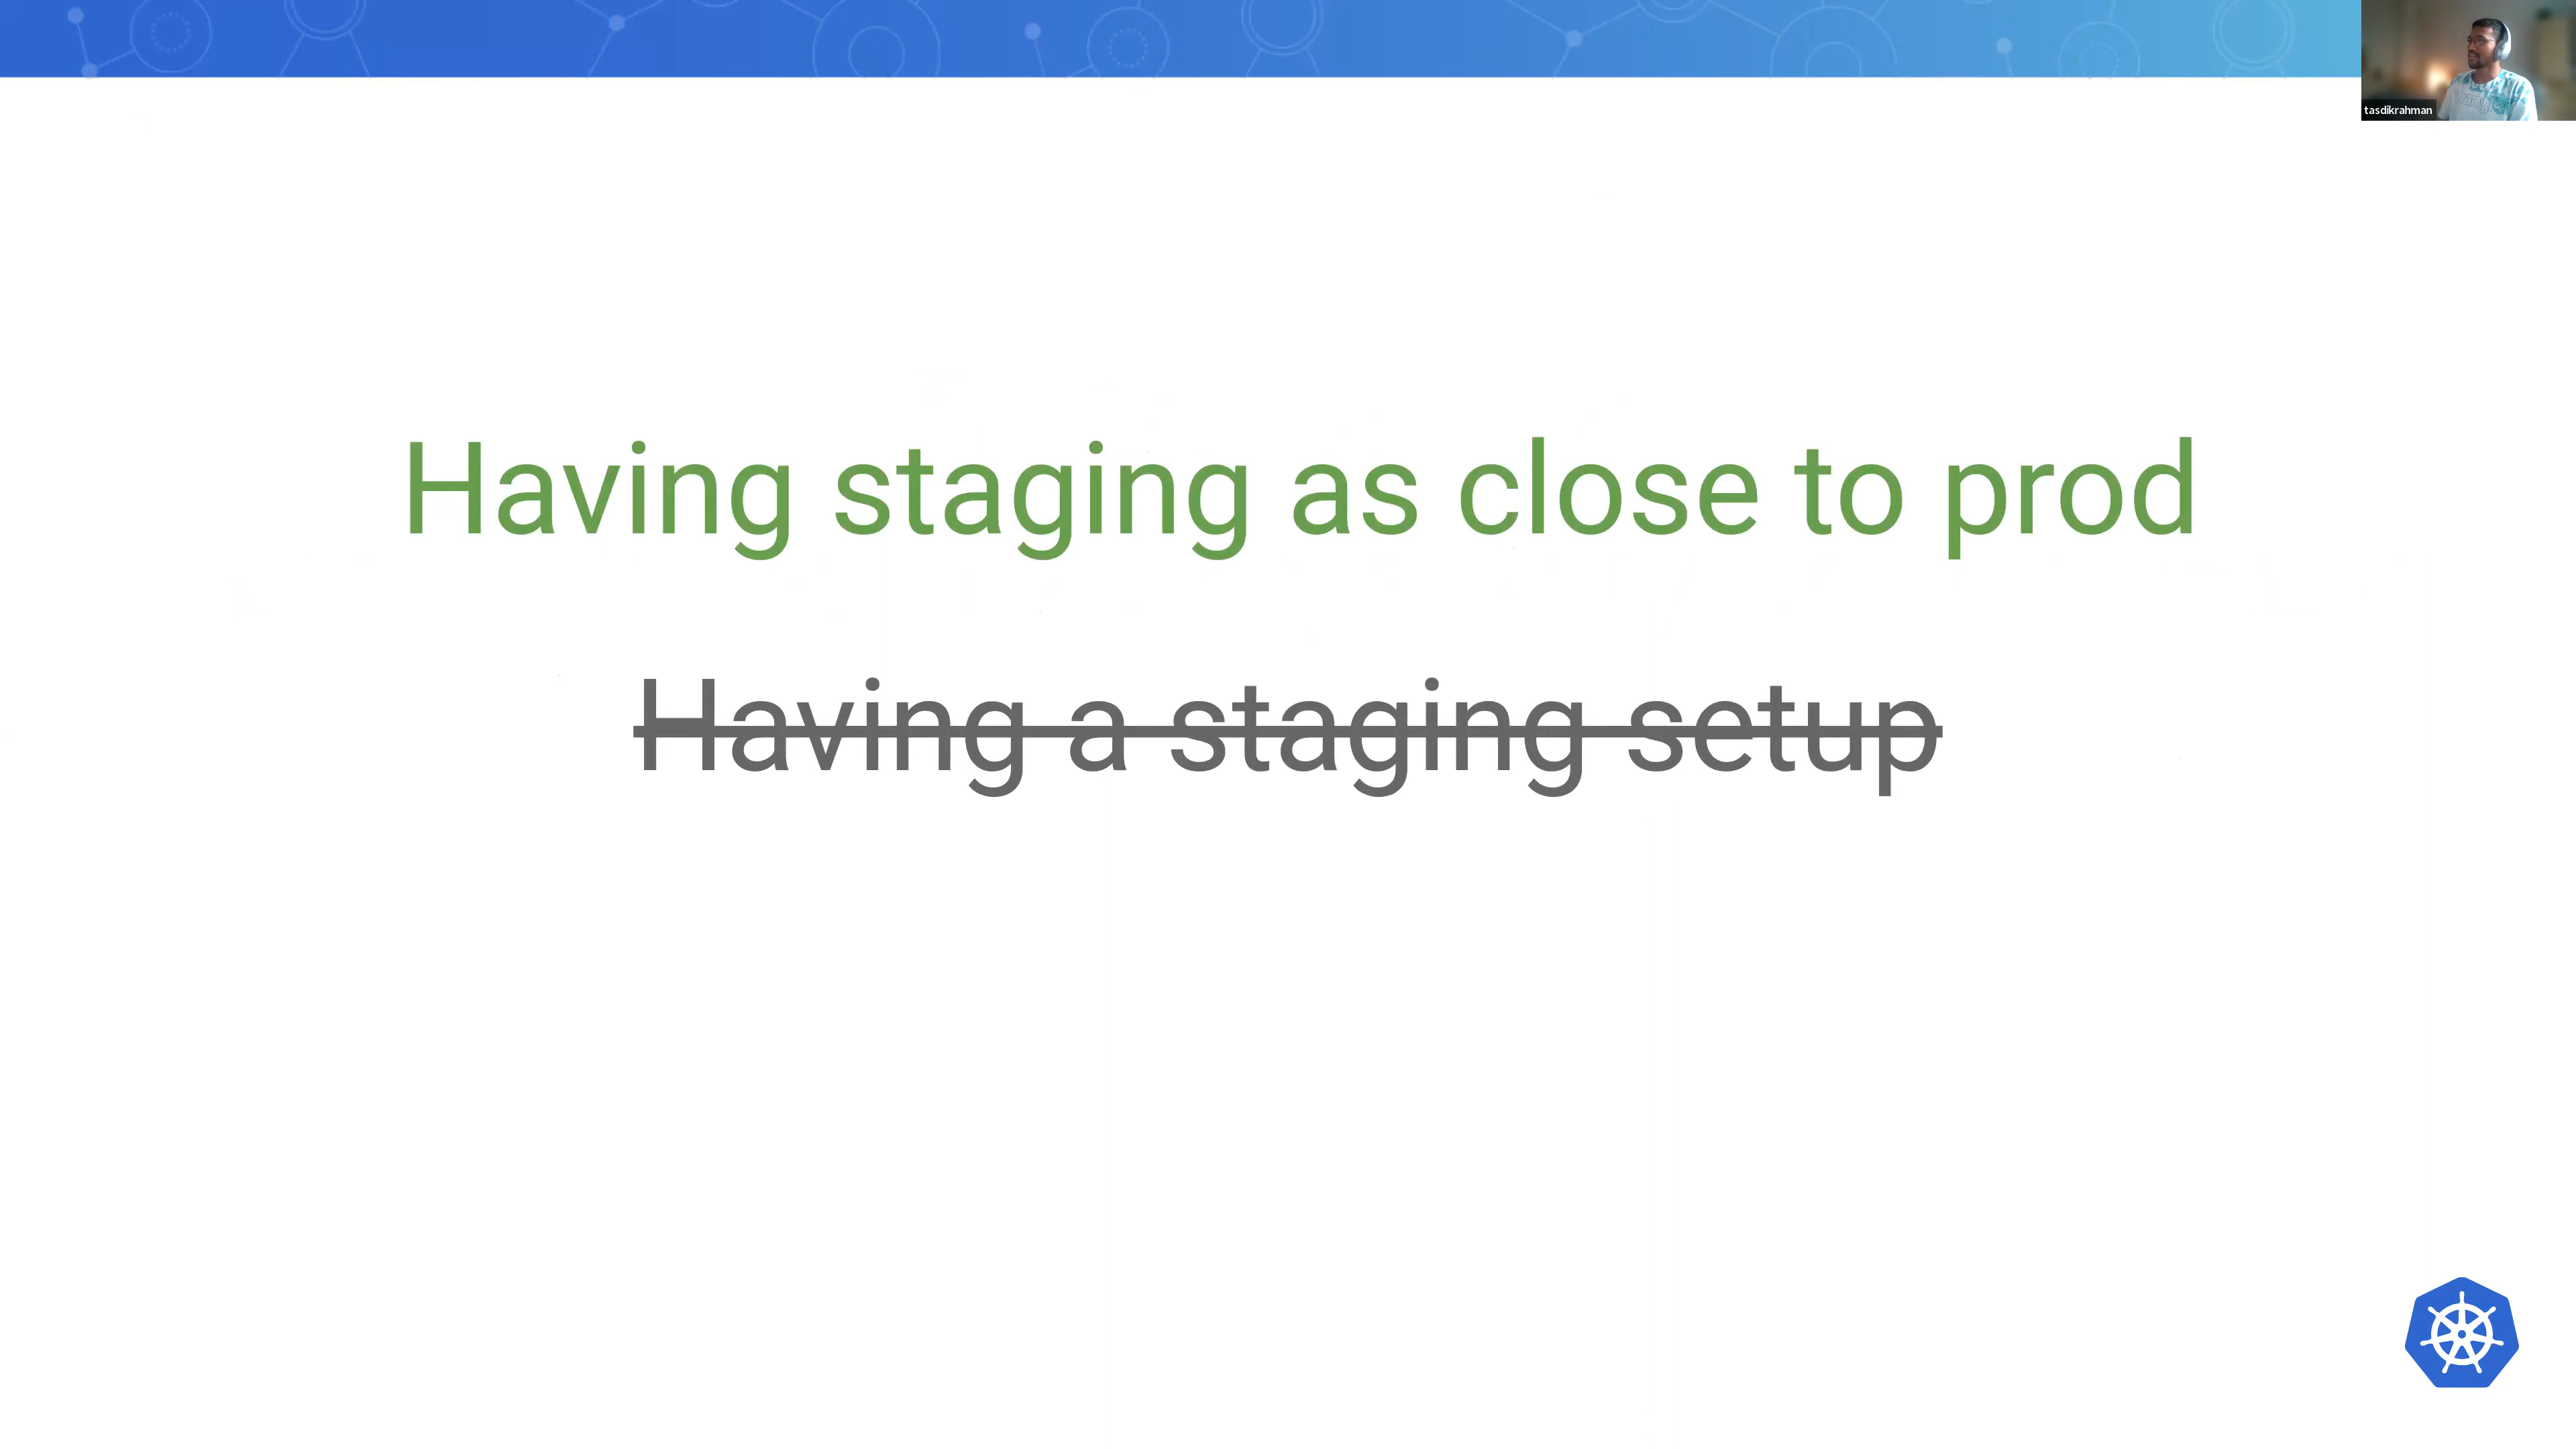 tasdikrahman
Having staging as close to prod
Having a staging setup